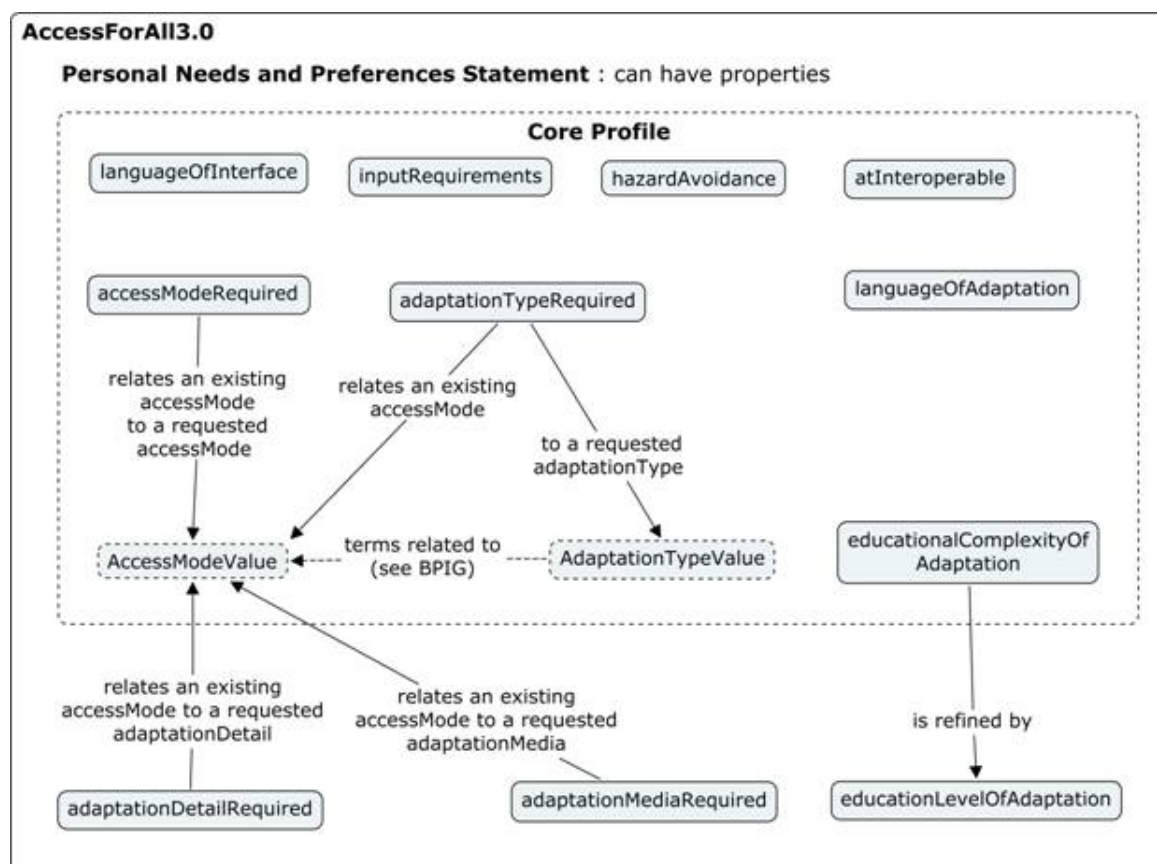 AccessForAll3.0
Personal Needs and Preferences Statement : can have properties
Core Profile
languageOfInterface
inputRequirements
hazardAvoidance
atInteroperable
accessModeRequired
adaptationTypeRequired
languageOfAdaptation
relates an existing
accessMode
to a requested
accessMode
relates an existing
accessMode
to a requested
adaptationType
AccessModeValue
terms related to
(see BPIG)
AdaptationTypeValue
educationalComplexityOf
Adaptation
relates an existing
accessMode to a requested
adaptationDetail
relates an existing
accessMode to a requested
adaptationMedia
is refined by
adaptationDetailRequired
adaptationMediaRequired
educationLevelOfAdaptation